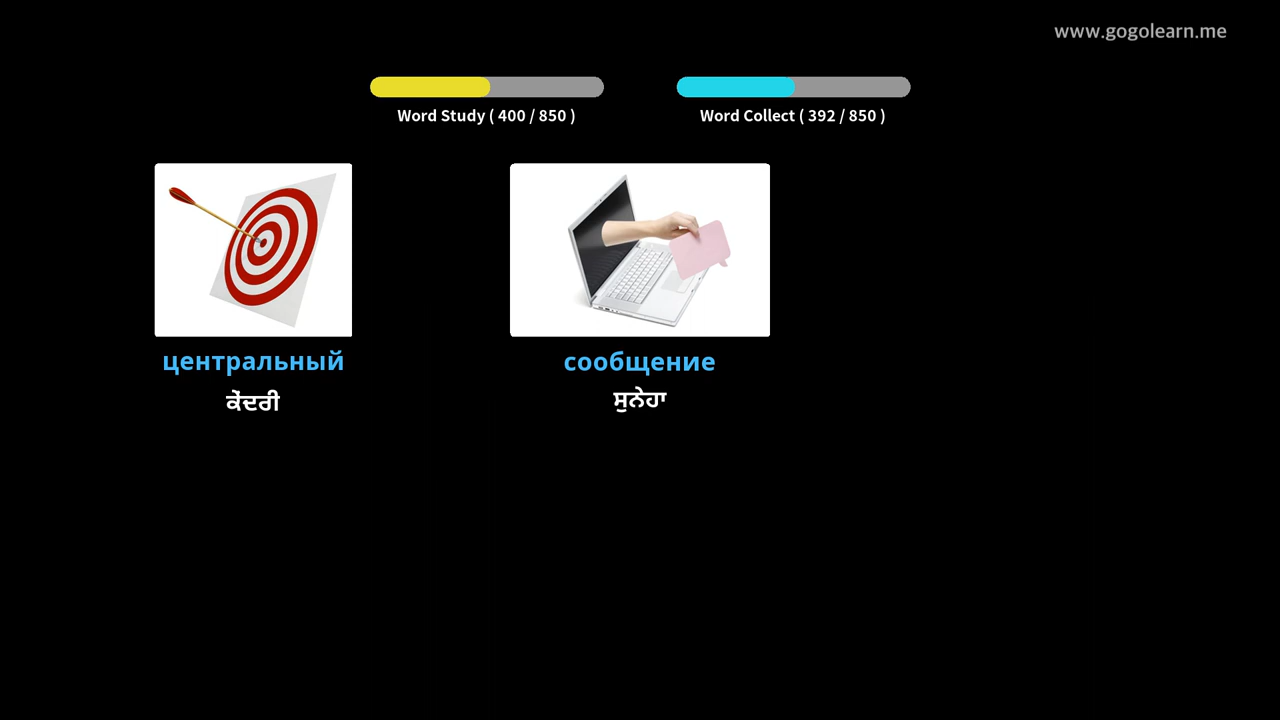 www.gogolearn.me
Word Study ( 400 / 850 )
Word Collect ( 392 / 850 )
центральный
ਕੇਂਦਰੀ
сообщение
ਸੁਨੇਹਾ